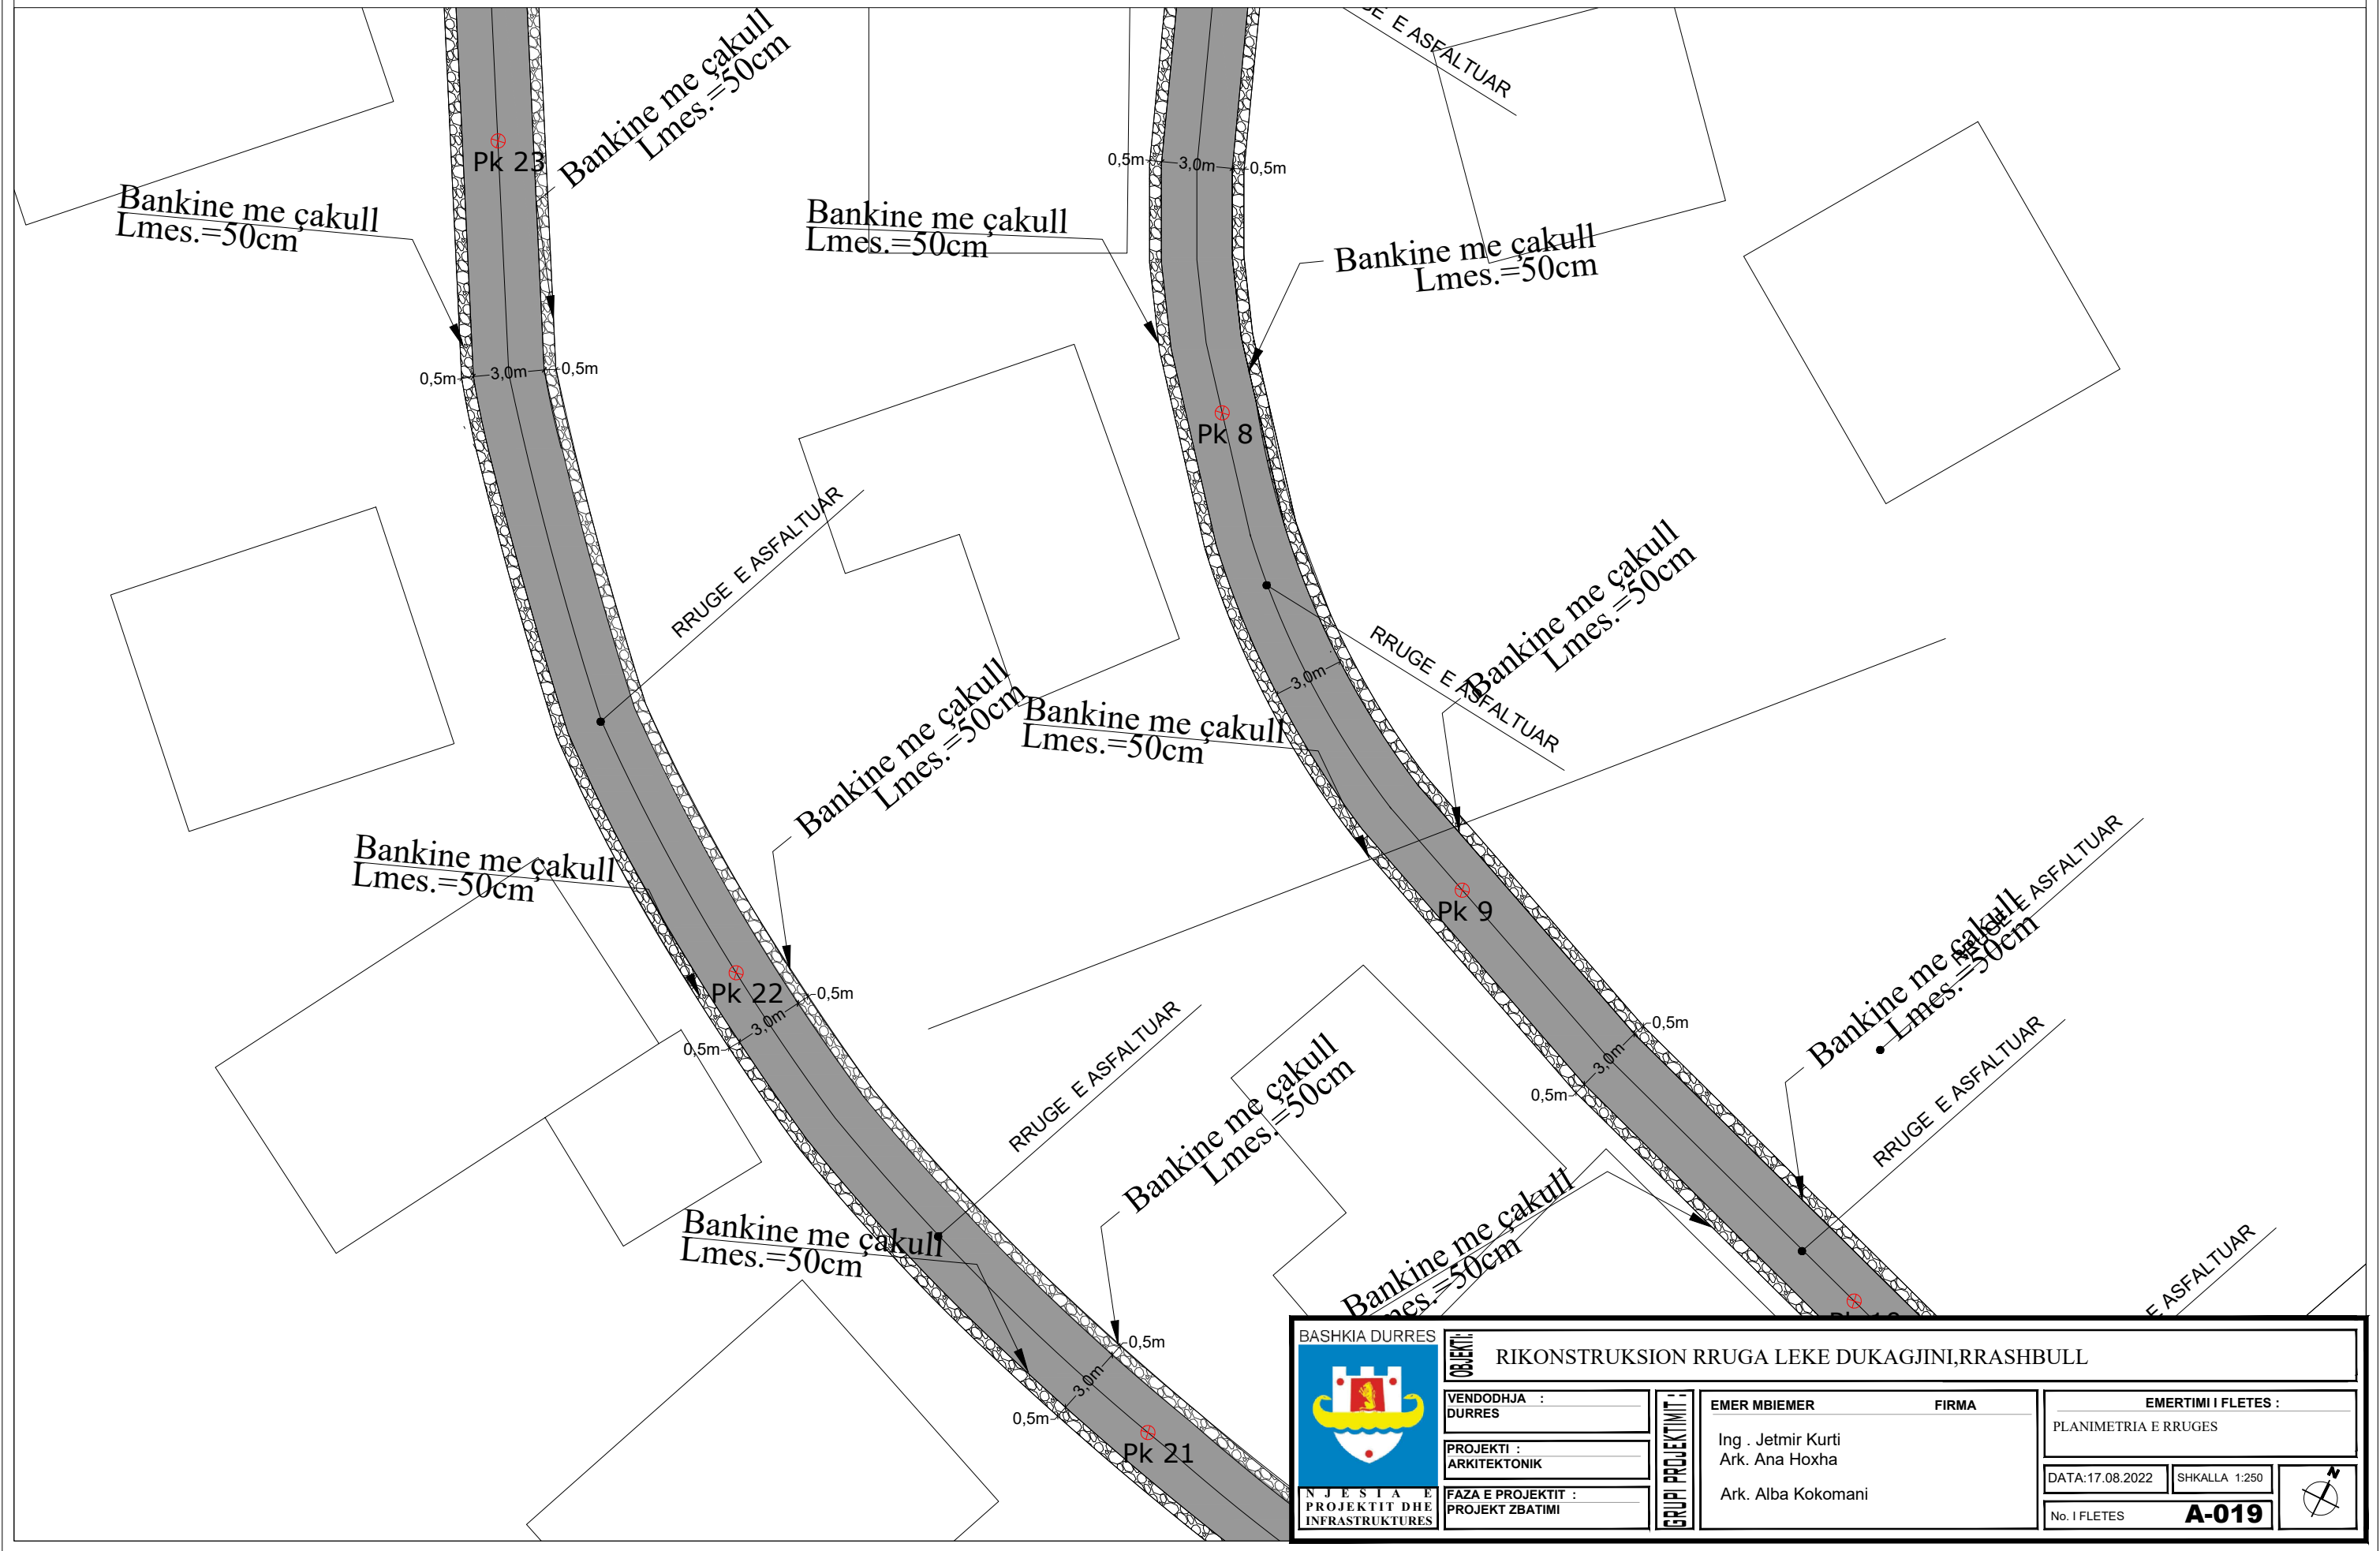 E ASFALTUAR
Bankine me çakull
Lmes.=50cm
Pk 23
0,5m
3,0m
0,5m
Bankine me çakull
Lmes.=50cm
Bankine me çakull
Lmes.=50cm
Bankine me çakull
Lmes.=50cm
0,5m
3,0m
0,5m
Pk 8
RRUGE E ASFALTUAR
Bankine me çakull
Lmes.=50cm
RRUGE E ASFALTUAR
3,0m
Bankine me çakull
Lmes.=50cm
Bankine me çakull
Lmes.=50cm
Bankine me çakull
Lmes.=50cm
Pk 9
RRUGE E ASFALTUAR
Bankine me çakull
Lmes.=50cm
Pk 22
0,5m
3,0m
0,5m
0,5m
3,0m
0,5m
RRUGE E ASFALTUAR
RRUGE E ASFALTUAR
Bankine me çakull
Lmes.=50cm
Bankine me çakull
Lmes.=50cm
Bankine me çakull
mes.=50cm
E ASFALTUAR
0,5m
3,0m
0,5m
Pk 21
BASHKIA DURRES
NJESIA E
PROJEKTIT DHE
INFRASTRUKTURES
OBJEKTI:
RIKONSTRUKSION RRUGA LEKE DUKAGJINI,RRASHBULL
VENDODHJA :
DURRES
PROJEKTI :
ARKITEKTONIK
FAZA E PROJEKTIT :
PROJEKT ZBATIMI
GRUPI PROJEKTIMIT :
EMER MBIEMER FIRMA
Ing . Jetmir Kurti
Ark. Ana Hoxha
Ark. Alba Kokomani
EMERTIMI I FLETES :
PLANIMETRIA E RRUGES
DATA:17.08.2022 SHKALLA 1:250
No. I FLETES A-019
N